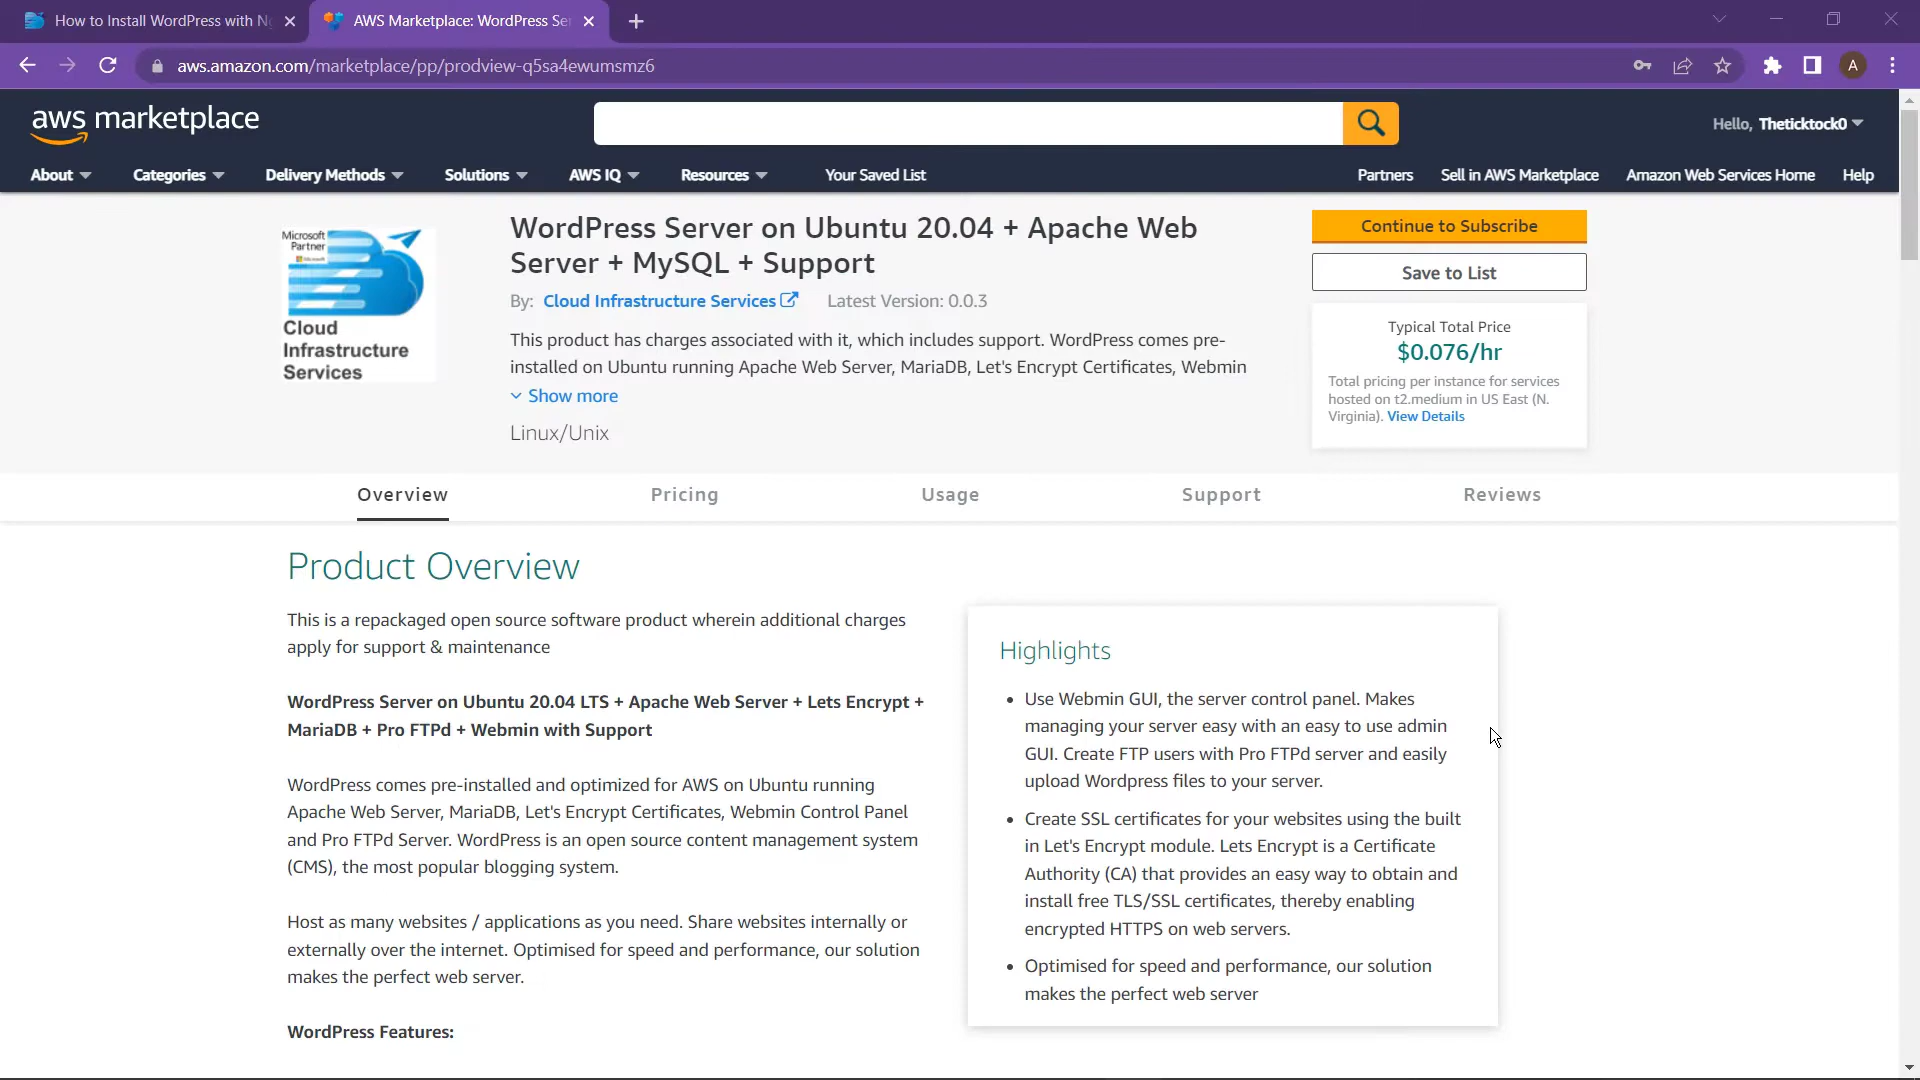 How to Install WordPress with N
AWS Marketplace: WordPress Se
aws.amazon.com/marketplace/pp/prodview-q5sa4ewumsmz6
A
aws marketplace
Hello, Theticktock0
About
Categories
Delivery Methods
Solutions
AWS IQ
Resources
Your Saved List
Partners
Sell in AWS Marketplace
Amazon Web Services Home
Help
Microsoft
Partner
Microsoft
Cloud
Infrastructure
Services
WordPress Server on Ubuntu 20.04 + Apache Web
Server + MySQL + Support
By: Cloud Infrastructure Services Latest Version: 0.0.3
This product has charges associated with it, which includes support. WordPress comes pre-
installed on Ubuntu running Apache Web Server, MariaDB, Let's Encrypt Certificates, Webmin
Show more
Linux/Unix
Continue to Subscribe
Save to List
Typical Total Price
$0.076/hr
Total pricing per instance for services
hosted on t2.medium in US East (N.
Virginia). View Details
Overview
Pricing
Usage
Support
Reviews
Product Overview
This is a repackaged open source software product wherein additional charges
apply for support & maintenance
WordPress Server on Ubuntu 20.04 LTS + Apache Web Server + Lets Encrypt +
MariaDB + Pro FTPd + Webmin with Support
WordPress comes pre-installed and optimized for AWS on Ubuntu running
Apache Web Server, MariaDB, Let's Encrypt Certificates, Webmin Control Panel
and Pro FTPd Server. WordPress is an open source content management system
(CMS), the most popular blogging system.
Host as many websites / applications as you need. Share websites internally or
externally over the internet. Optimised for speed and performance, our solution
makes the perfect web server.
WordPress Features:
Highlights
• Use Webmin GUI, the server control panel. Makes
managing your server easy with an easy to use admin
GUI. Create FTP users with Pro FTPd server and easily
upload Wordpress files to your server.
• Create SSL certificates for your websites using the built
in Let's Encrypt module. Lets Encrypt is a Certificate
Authority (CA) that provides an easy way to obtain and
install free TLS/SSL certificates, thereby enabling
encrypted HTTPS on web servers.
• Optimised for speed and performance, our solution
makes the perfect web server